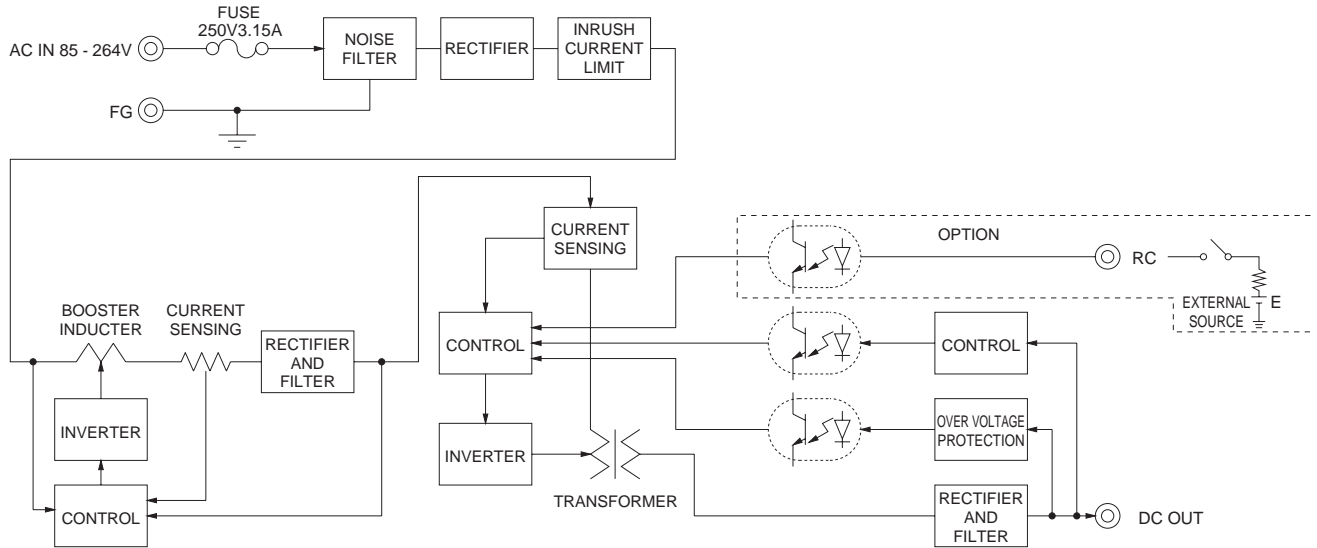 FUSE
250V3.15A
AC IN 85 - 264V
NOISE
FILTER
RECTIFIER
INRUSH
CURRENT
LIMIT
FG
CURRENT
SENSING
OPTION
RC
E
EXTERNAL
SOURCE
BOOSTER
INDUCTER
CURRENT
SENSING
RECTIFIER
AND
FILTER
CONTROL
CONTROL
INVERTER
OVER VOLTAGE
PROTECTION
INVERTER
TRANSFORMER
CONTROL
RECTIFIER
AND
FILTER
DC OUT